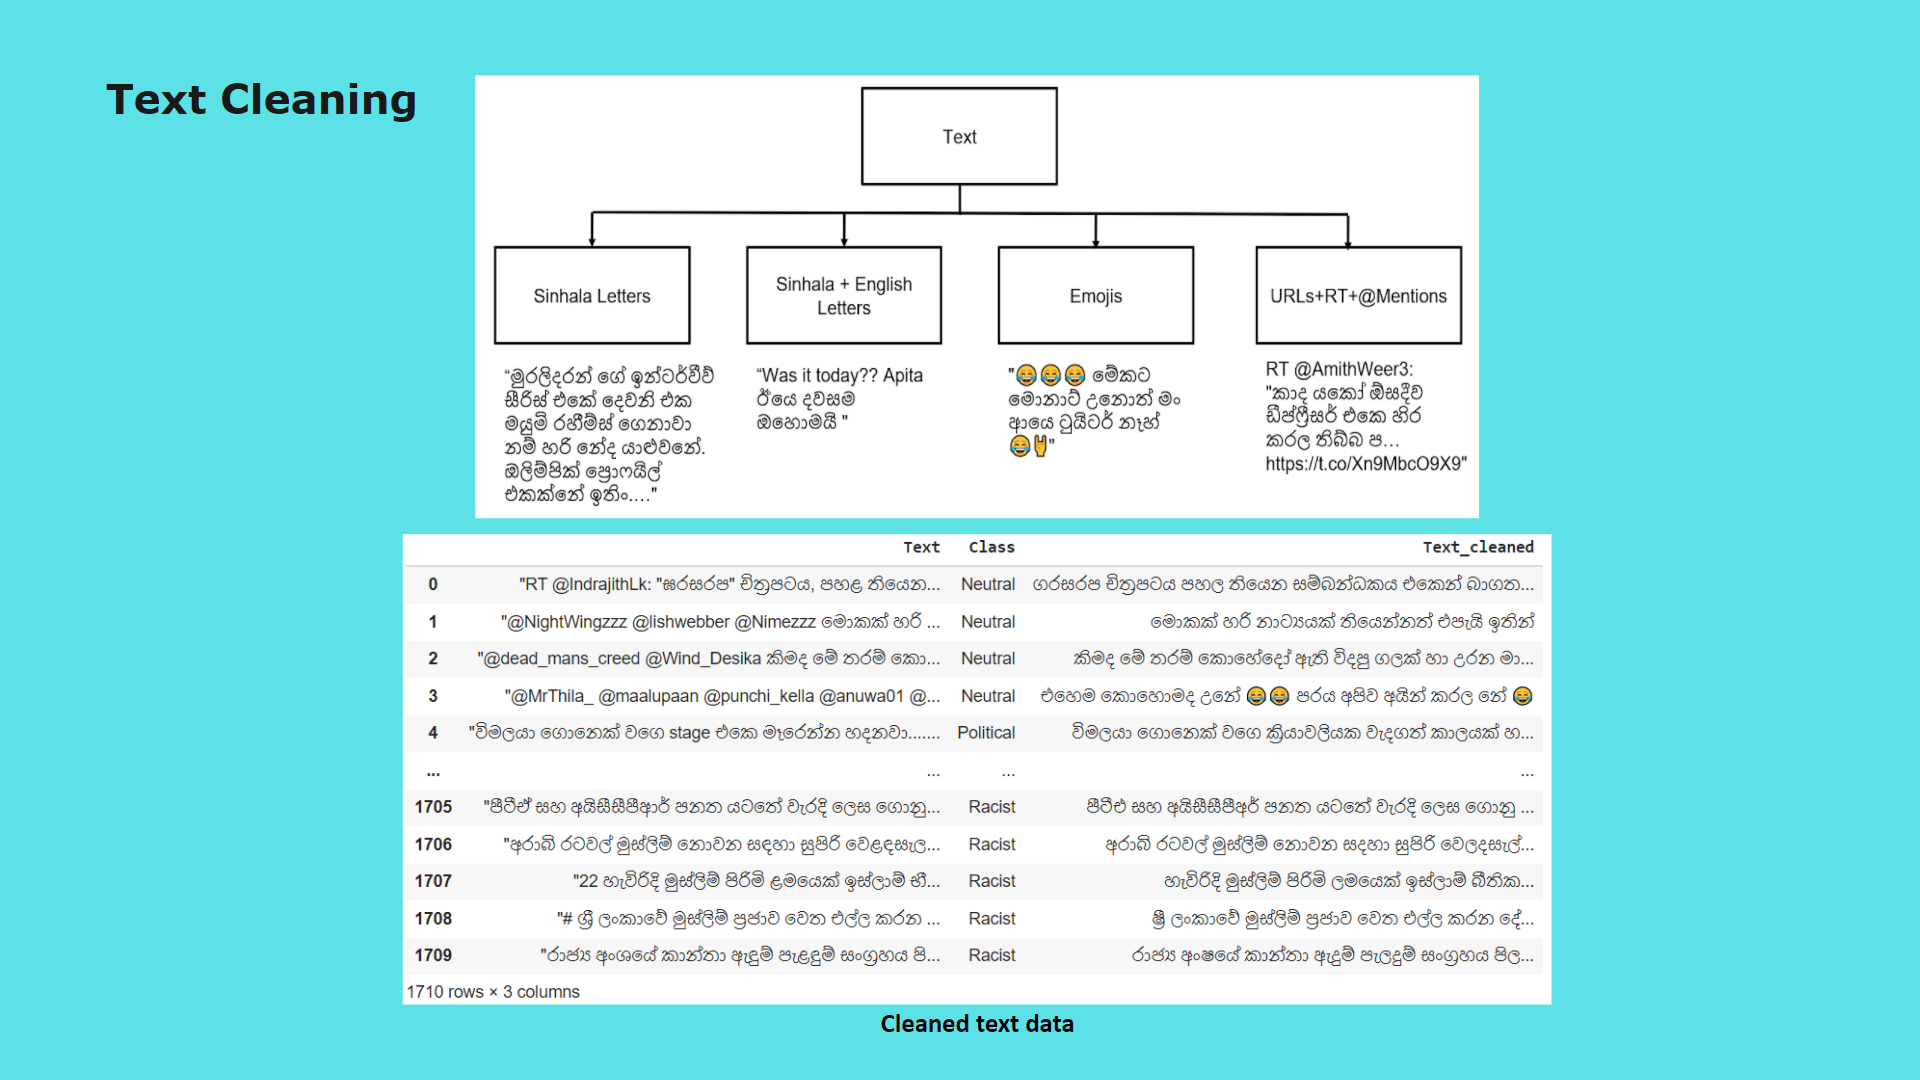 Text Cleaning
Text
Sinhala Letters
Sinhala + English
Letters
Emojis
URLs+RT+@Mentions
“මුරලිදරන් ගේ ඉන්ටර්වීව්
සීරිස් එකේ දෙවනි එක
මයුමි රහීම්ස් ගෙනාවා
නම් හරි නේද යාළුවනේ.
ඔලිම්පික් ප්‍රොෆයිල්
එකක්නේ ඉතිං...."
“Was it today?? Apita
ඊයෙ දවසම
ඔහොමයි "
"😂😂😂 මේකට
මොනාට් උනොත් මං
ආයෙ ටුයිටර් නෑහ්
😂🤘"
RT @AmithWeer3:
"කාද යකෝ ඕසදීව
ඩීප්ෆ්‍රීසර් එකෙ හිර
කරල තිබ්බ ප…
https://t.co/Xn9MbcO9X9"
Text Class Text_cleaned
0 "RT @IndrajithLk: "ඝරසරප" චිත්‍රපටය, පහළ තියෙන... Neutral ගරසරප චිත්‍රපටය පහල තියෙන සම්බන්ධකය එකෙන් බාගත...
1 "@NightWingzzz @lishwebber @Nimezzz මොකක් හරි ... Neutral මොකක් හරි නාට්‍යයක් තියෙන්නත් එපැයි ඉතින්
2 "@dead_mans_creed @Wind_Desika කිමද මේ තරම් කො... Neutral කිමද මේ තරම් කොහේදෝ ඇති විදපු ගලක් හා උරන මා...
3 "@MrThila_ @maalupaan @punchi_kella @anuwa01 @... Neutral එහෙම කොහොමද උනේ 😂😂 පරය අපිව අයින් කරල නේ 😂
4 "විමලයා ගොනෙක් වගෙ stage එකෙ මෑරෙන්න හදනවා....... Political විමලයා ගොනෙක් වගෙ ක්‍රියාවලියක වැදගත් කාලයක් හ...
... ... ... ...
1705 "පීටීඒ සහ අයිසීසීපීආර් පනත යටතේ වැරදි ලෙස ගොනු... Racist පීටීඑ සහ අයිසීසීපීඅර් පනත යටතේ වැරදි ලෙස ගොනු ...
1706 "අරාබි රටවල් මුස්ලිම් නොවන සඳහා සුපිරි වෙළඳසැල... Racist අරාබි රටවල් මුස්ලිම් නොවන සදහා සුපිරි වෙලදසැල්...
1707 "22 හැවිරිදි මුස්ලිම් පිරිමි ළමයෙක් ඉස්ලාම් භී... Racist හැවිරිදි මුස්ලිම් පිරිමි ලමයෙක් ඉස්ලාම් බීතික...
1708 "# ශ්‍රී ලංකාවේ මුස්ලිම් ප්‍රජාව වෙත එල්ල කරන ... Racist ෂ්‍රී ලංකාවේ මුස්ලිම් ප්‍රජාව වෙත එල්ල කරන දේ...
1709 "රාජ්‍ය අංශයේ කාන්තා ඇඳුම් පැළඳුම් සංග්‍රහය පි... Racist රාජ්‍ය අංෂයේ කාන්තා ඇදුම් පැලදුම් සංග්‍රහය පිල...
1710 rows × 3 columns
Cleaned text data